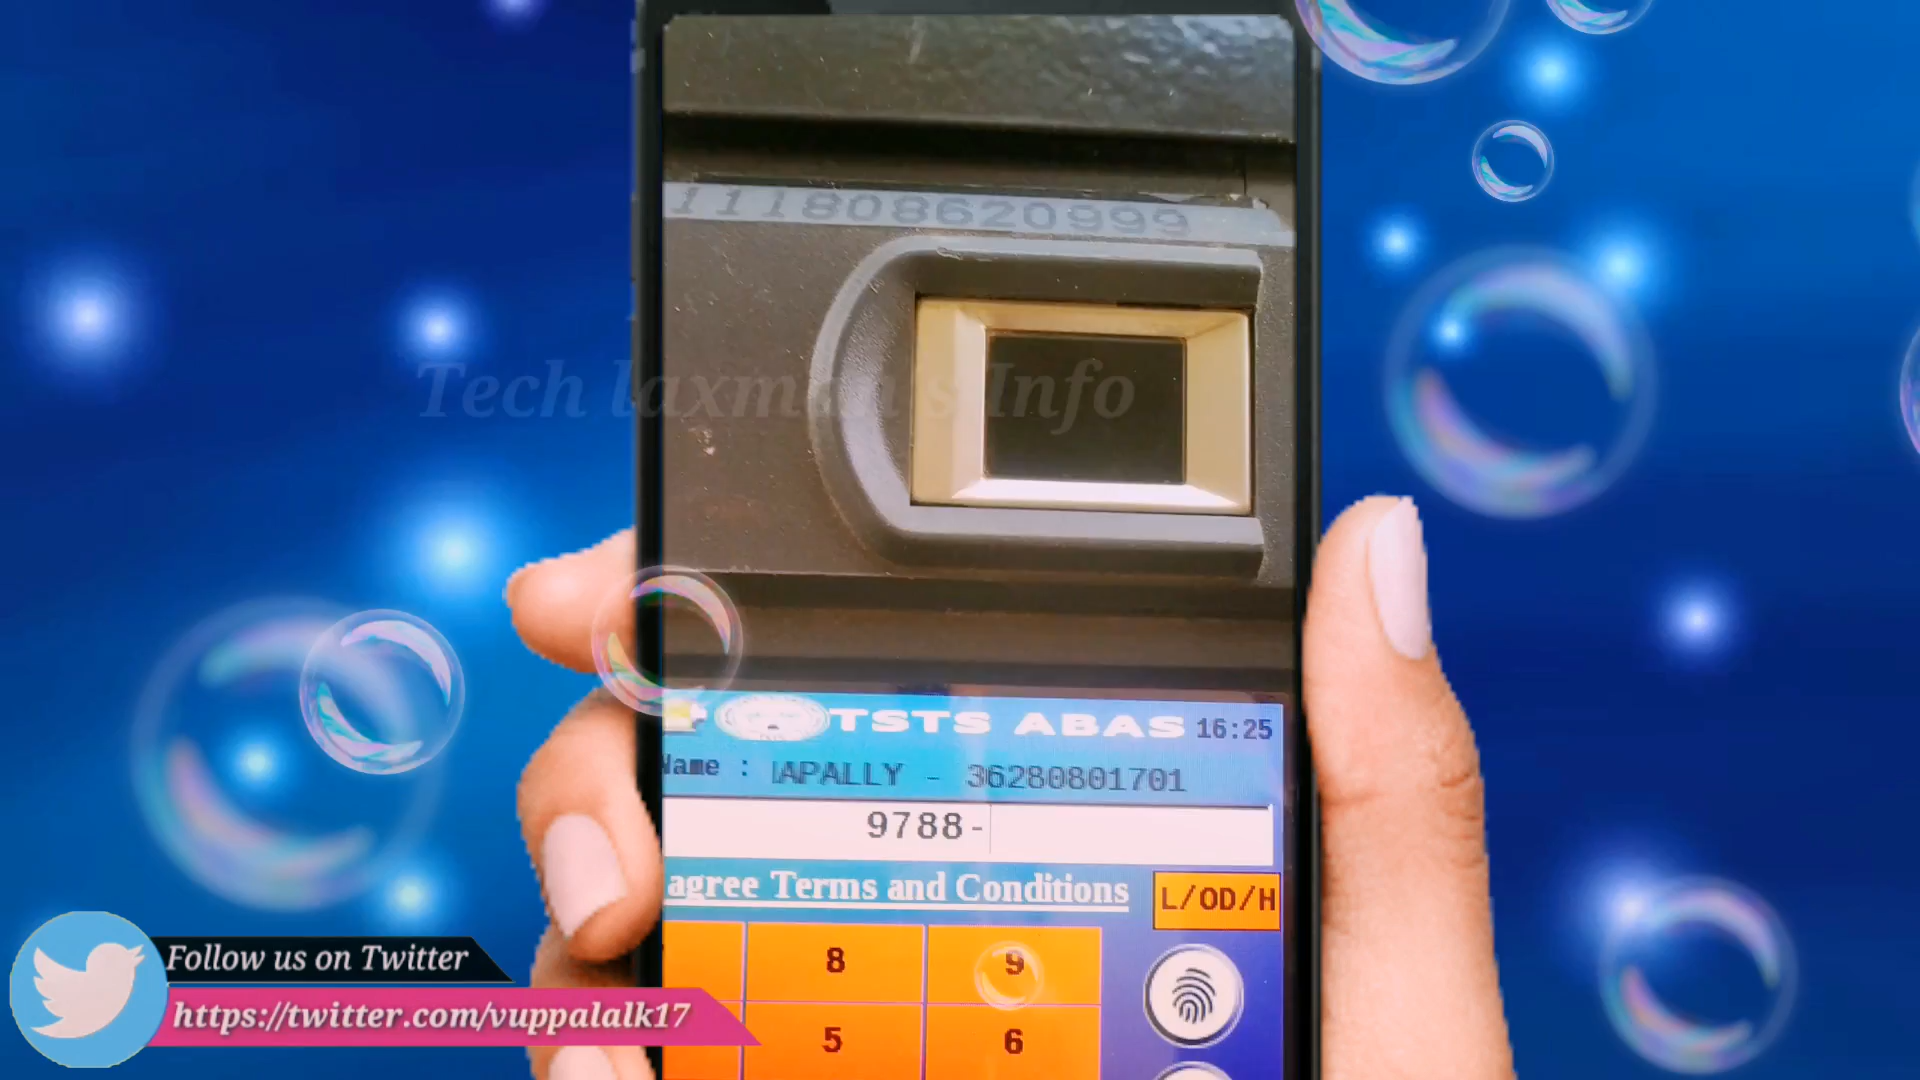 111808620999
Tech laxman's Info
TSTS ABAS 16:25
Name : APALLY - 36280801701
9788-
agree Terms and Conditions
L/OD/H
8 9
5 6
Follow us on Twitter
https://twitter.com/vuppalalk17